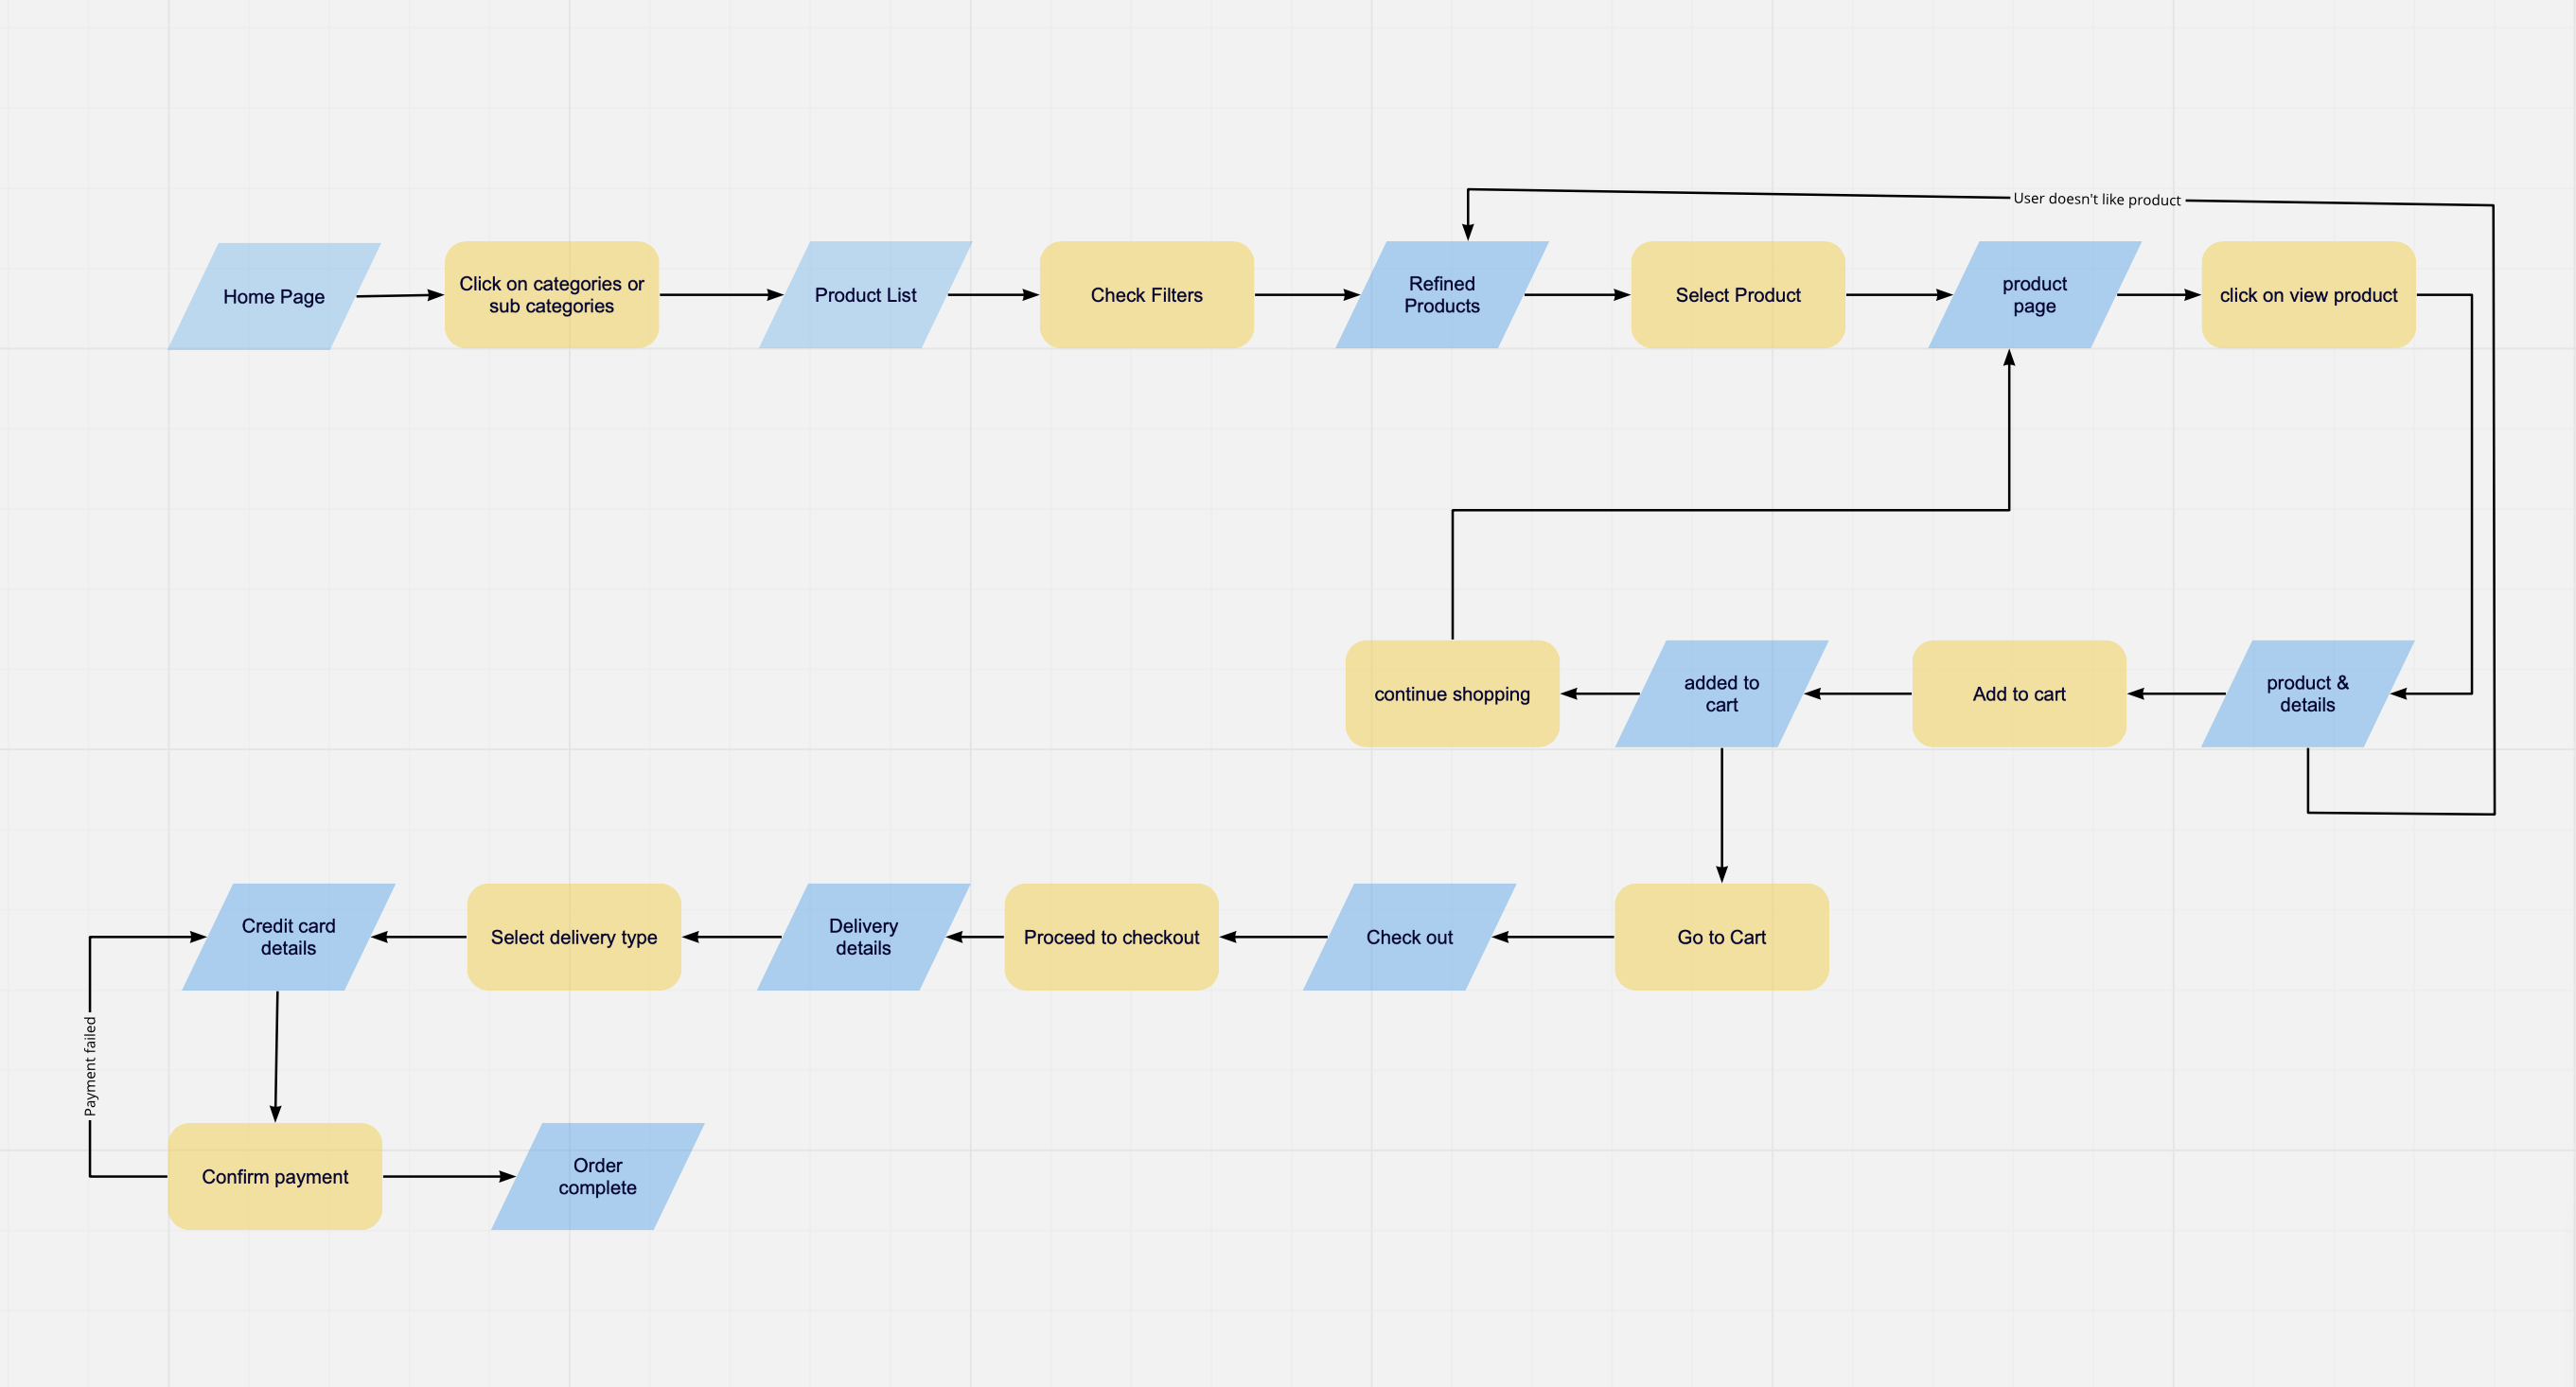 User doesn't like product
Home Page
Click on categories or
sub categories
Product List
Check Filters
Refined
Products
Select Product
product
page
click on view product
continue shopping
added to
cart
Add to cart
product &
details
Credit card
details
Select delivery type
Delivery
details
Proceed to checkout
Check out
Go to Cart
Payment failed
Confirm payment
Order
complete